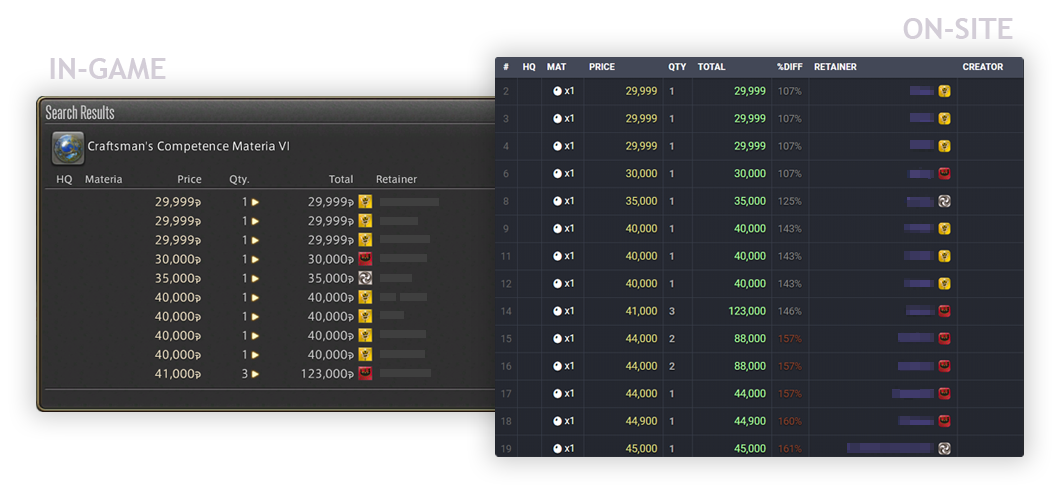 IN-GAME
Search Results
Craftsman's Competence Materia VI
HQ Materia Price Qty. Total Retainer
29,999 1 29,999
29,999 1 29,999
29,999 1 29,999
30,000 1 30,000
35,000 1 35,000
40,000 1 40,000
40,000 1 40,000
40,000 1 40,000
40,000 1 40,000
41,000 3 123,000
ON-SITE
# HQ MAT PRICE QTY TOTAL %DIFF RETAINER CREATOR
2 x1 29,999 1 29,999 107%
3 x1 29,999 1 29,999 107%
4 x1 29,999 1 29,999 107%
6 x1 30,000 1 30,000 107%
8 x1 35,000 1 35,000 125%
9 x1 40,000 1 40,000 143%
11 x1 40,000 1 40,000 143%
12 x1 40,000 1 40,000 143%
14 x1 41,000 3 123,000 146%
15 x1 44,000 2 88,000 157%
16 x1 44,000 2 88,000 157%
17 x1 44,000 1 44,000 157%
18 x1 44,900 1 44,900 160%
19 x1 45,000 1 45,000 161%